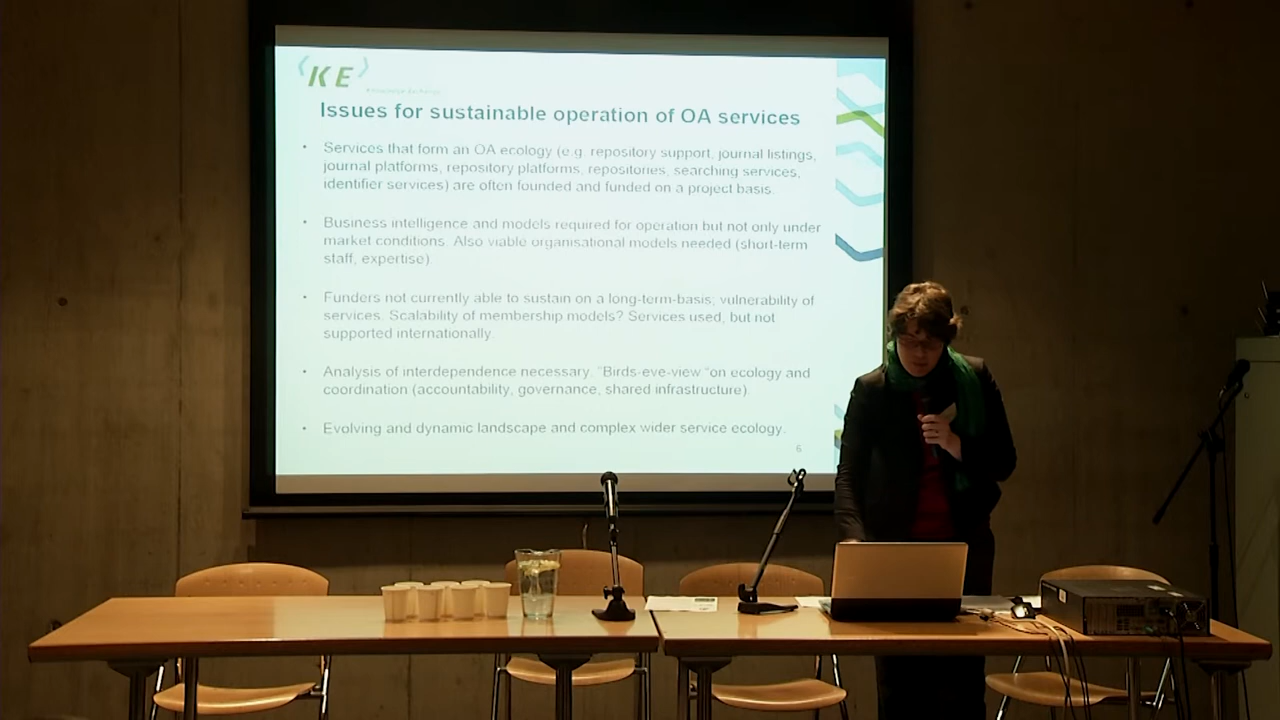 KE
Knowledge Exchange
Issues for sustainable operation of OA services
• Services that form an OA ecology (e.g. repository support, journal listings,
journal platforms, repository platforms, repositories, searching services,
identifier services) are often founded and funded on a project basis.
• Business intelligence and models required for operation but not only under
market conditions. Also viable organisational models needed (short-term
staff, expertise).
• Funders not currently able to sustain on a long-term-basis; vulnerability of
services. Scalability of membership models? Services used, but not
supported internationally.
• Analysis of interdependence necessary. "Birds-eye-view "on ecology and
coordination (accountability, governance, shared infrastructure).
• Evolving and dynamic landscape and complex wider service ecology.
6